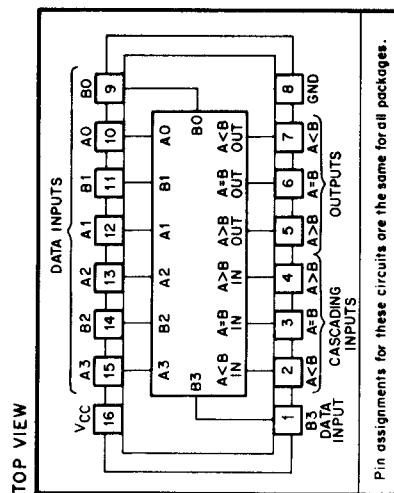 TOP VIEW
DATA INPUTS
VCC A3 B2 A2 A1 B1 A0 B0
16 15 14 13 12 11 10 9
A3 B2 A2 A1 B1 A0
B3 B0
A<B IN A=B IN A>B IN A>B OUT A=B OUT A<B OUT
1 2 3 4 5 6 7 8
B3 A<B A=B A>B A>B A=B A<B GND
DATA INPUT
CASCADING INPUTS
OUTPUTS
Pin assignments for these circuits are the same for all packages.